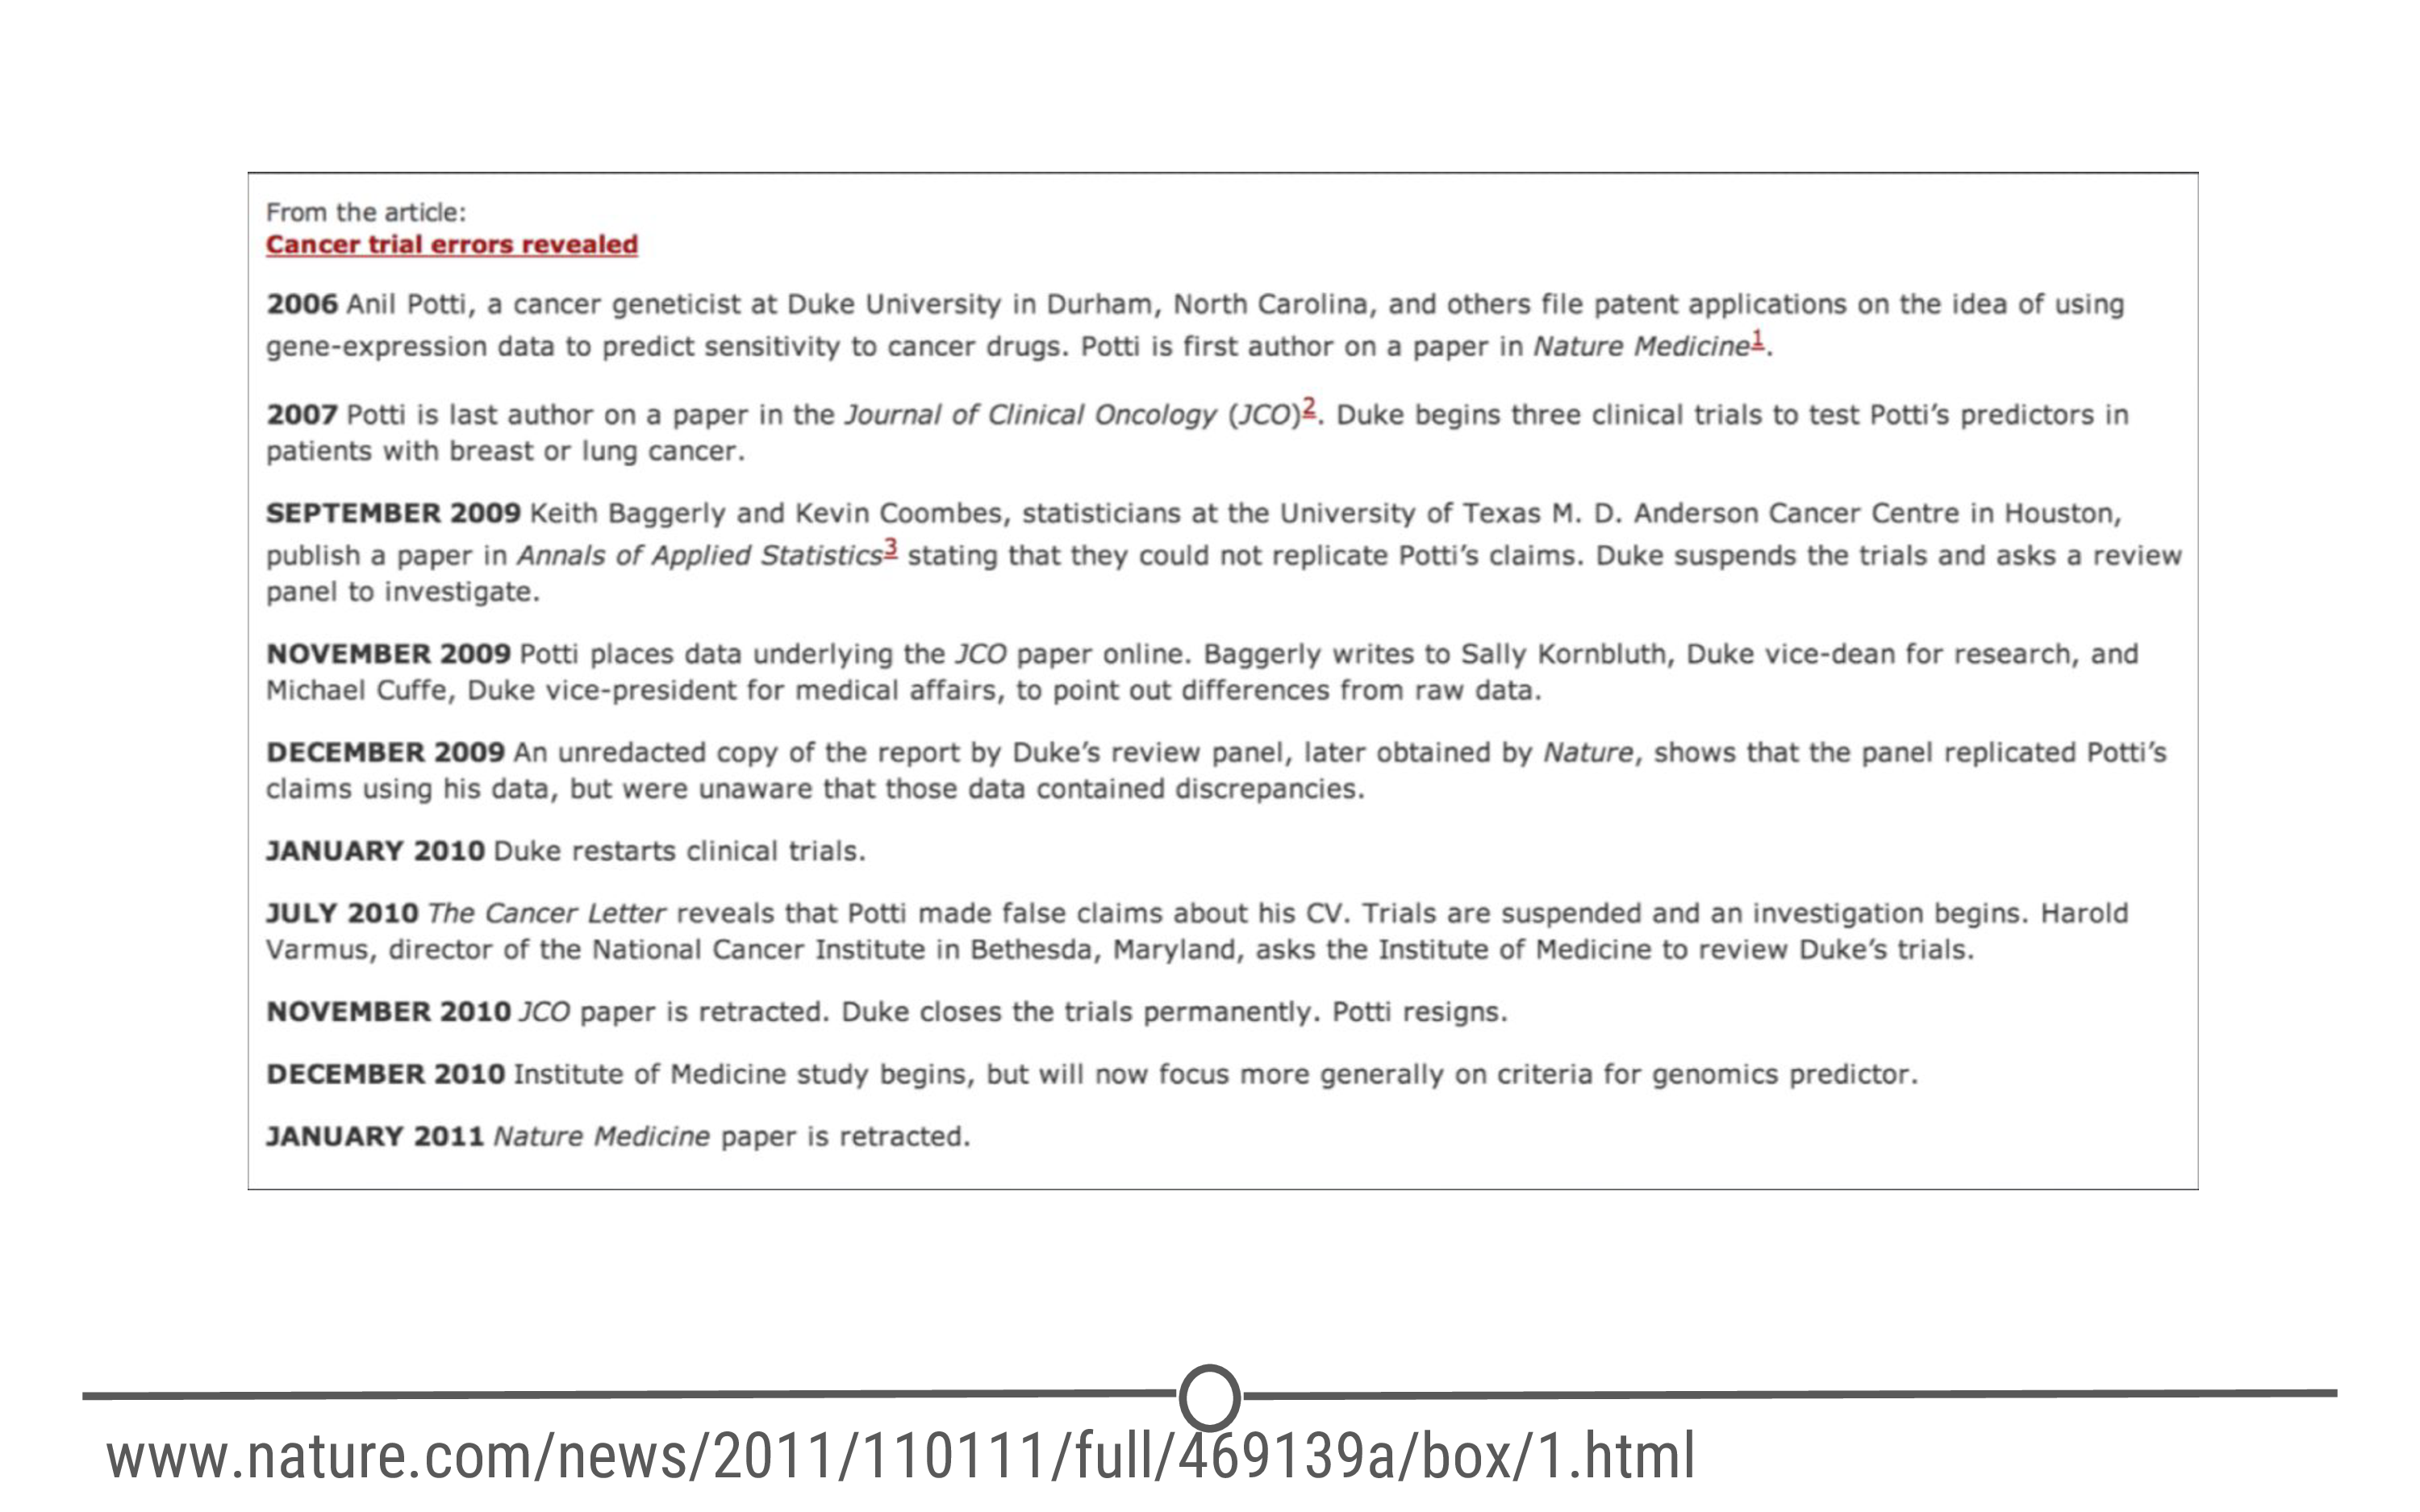 From the article:
Cancer trial errors revealed
2006 Anil Potti, a cancer geneticist at Duke University in Durham, North Carolina, and others file patent applications on the idea of using
gene-expression data to predict sensitivity to cancer drugs. Potti is first author on a paper in Nature Medicine1.
2007 Potti is last author on a paper in the Journal of Clinical Oncology (JCO)2. Duke begins three clinical trials to test Potti’s predictors in
patients with breast or lung cancer.
SEPTEMBER 2009 Keith Baggerly and Kevin Coombes, statisticians at the University of Texas M. D. Anderson Cancer Centre in Houston,
publish a paper in Annals of Applied Statistics3 stating that they could not replicate Potti’s claims. Duke suspends the trials and asks a review
panel to investigate.
NOVEMBER 2009 Potti places data underlying the JCO paper online. Baggerly writes to Sally Kornbluth, Duke vice-dean for research, and
Michael Cuffe, Duke vice-president for medical affairs, to point out differences from raw data.
DECEMBER 2009 An unredacted copy of the report by Duke’s review panel, later obtained by Nature, shows that the panel replicated Potti’s
claims using his data, but were unaware that those data contained discrepancies.
JANUARY 2010 Duke restarts clinical trials.
JULY 2010 The Cancer Letter reveals that Potti made false claims about his CV. Trials are suspended and an investigation begins. Harold
Varmus, director of the National Cancer Institute in Bethesda, Maryland, asks the Institute of Medicine to review Duke’s trials.
NOVEMBER 2010 JCO paper is retracted. Duke closes the trials permanently. Potti resigns.
DECEMBER 2010 Institute of Medicine study begins, but will now focus more generally on criteria for genomics predictor.
JANUARY 2011 Nature Medicine paper is retracted.
www.nature.com/news/2011/110111/full/469139a/box/1.html